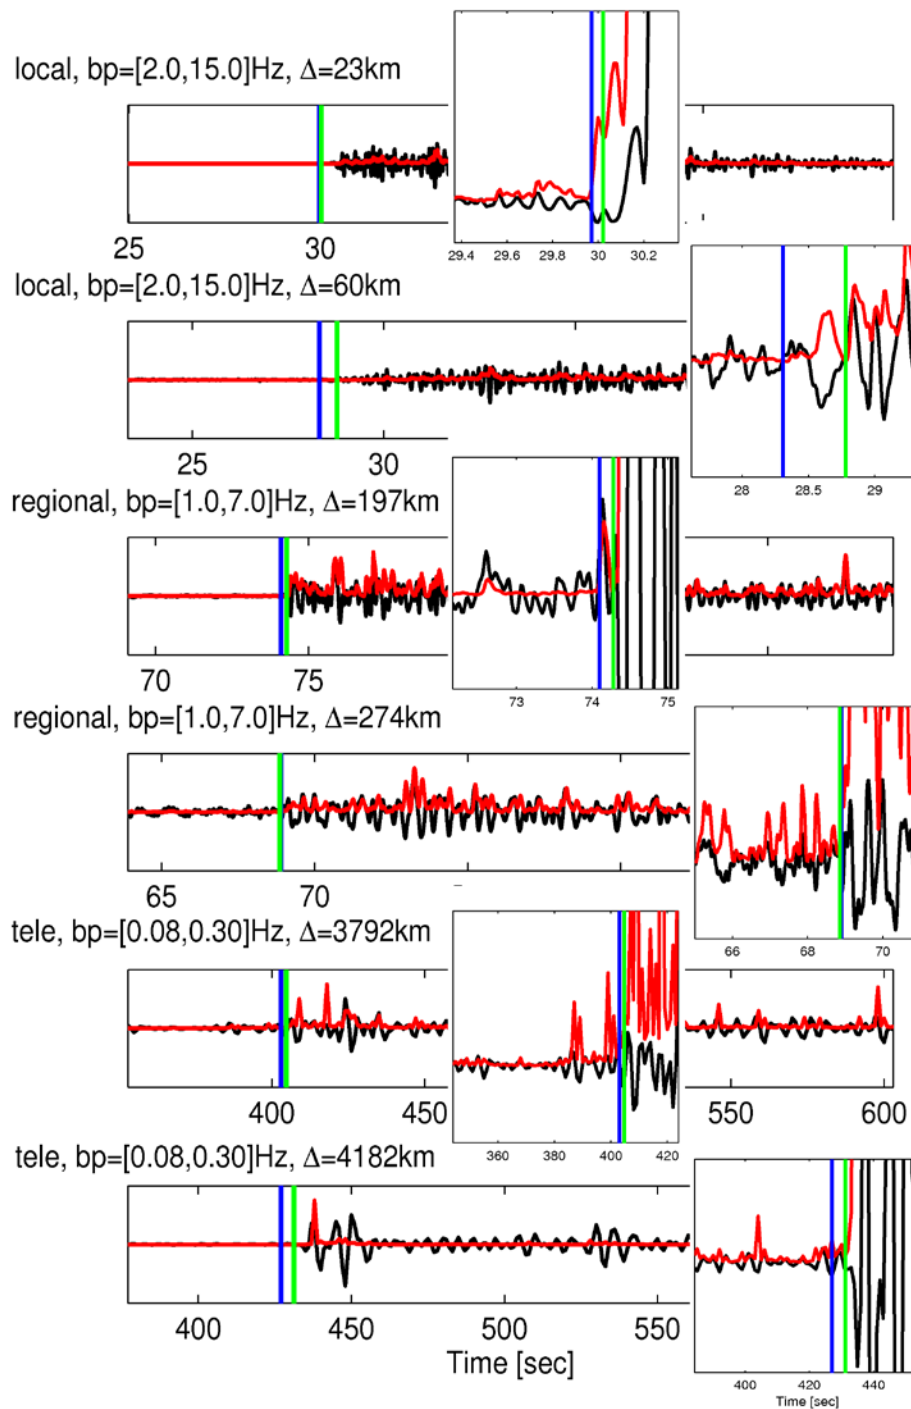 local, bp=[2.0,15.0]Hz, Δ=23km
25 30
29.4 29.6 29.8 30 30.2
local, bp=[2.0,15.0]Hz, Δ=60km
25 30
28 28.5 29
regional, bp=[1.0,7.0]Hz, Δ=197km
70 75
73 74 75
regional, bp=[1.0,7.0]Hz, Δ=274km
65 70
66 68 70
tele, bp=[0.08,0.30]Hz, Δ=3792km
400 450 550 600
360 380 400 420
tele, bp=[0.08,0.30]Hz, Δ=4182km
400 450 500 550
Time [sec]
400 420 440
Time [sec]